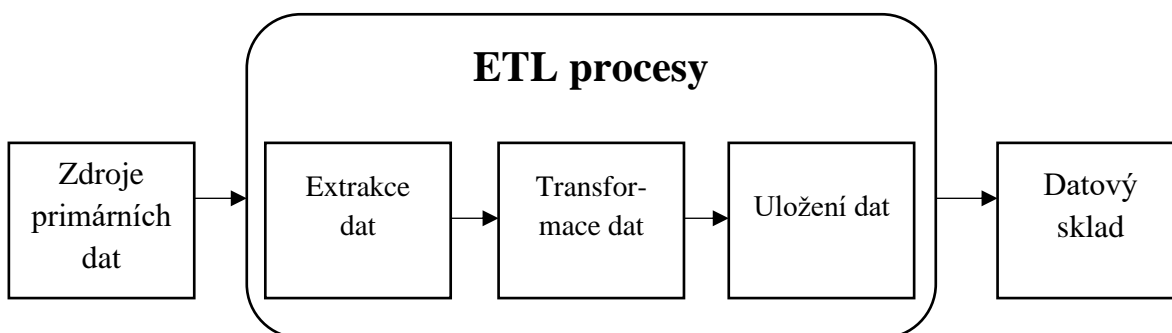 ETL procesy
Zdroje
primárních
dat
Extrakce
dat
Transfor-
mace dat
Uložení dat
Datový
sklad